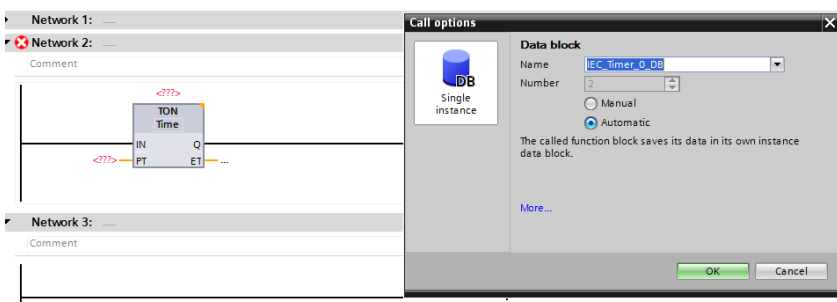 Network 1: .....
Network 2: .....
Comment
<???>
TON
Time
IN Q
<???> PT ET ...
Network 3: .....
Comment
Call options
X
DB
Single
instance
Data block
Name IEC_Timer_0_DB
Number 2
Manual
Automatic
The called function block saves its data in its own instance
data block.
More...
OK Cancel